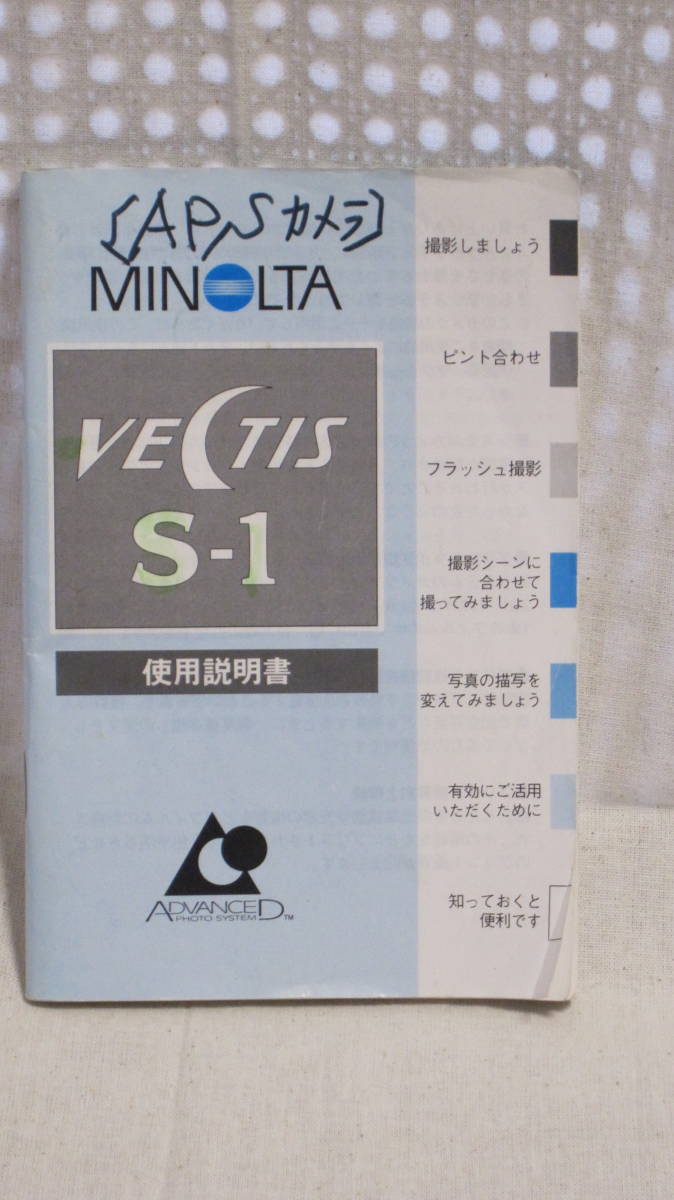 [APSカメラ]
MINOLTA
VECTIS
S-1
使用説明書
ADVANCED™
PHOTO SYSTEM
撮影しましょう
ピント合わせ
フラッシュ撮影
撮影シーンに
合わせて
撮ってみましょう
写真の描写を
変えてみましょう
有効にご活用
いただくために
知っておくと
便利です